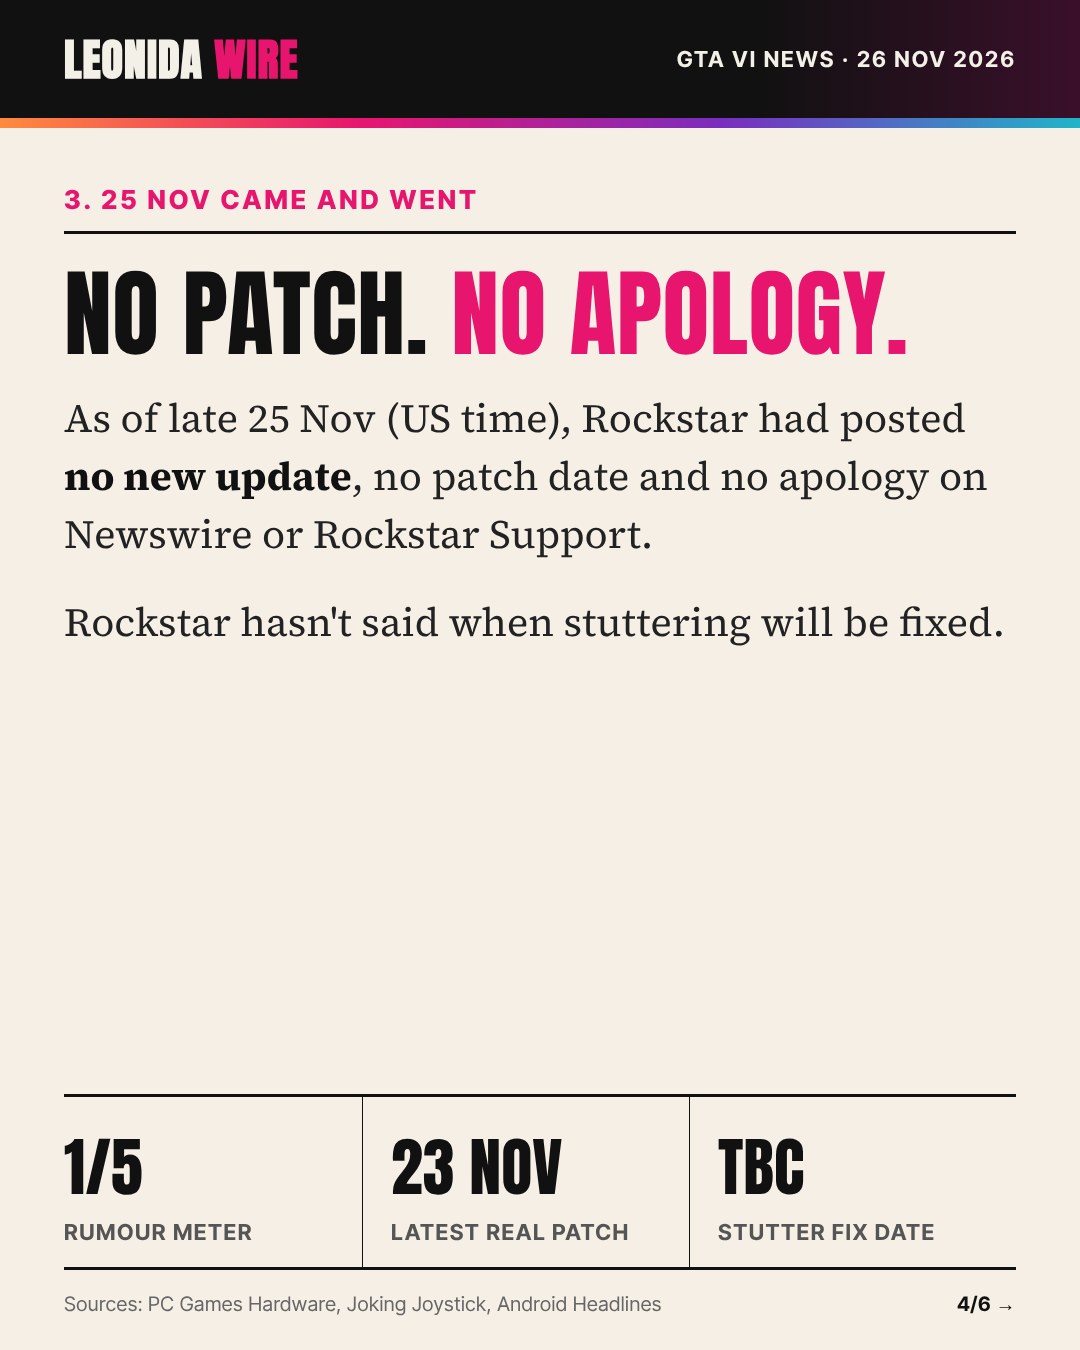 LEONIDA WIRE
GTA VI NEWS · 26 NOV 2026
3. 25 NOV CAME AND WENT
NO PATCH. NO APOLOGY.
As of late 25 Nov (US time), Rockstar had posted
no new update, no patch date and no apology on
Newswire or Rockstar Support.
Rockstar hasn't said when stuttering will be fixed.
1/5
RUMOUR METER
23 NOV
LATEST REAL PATCH
TBC
STUTTER FIX DATE
Sources: PC Games Hardware, Joking Joystick, Android Headlines
4/6 →